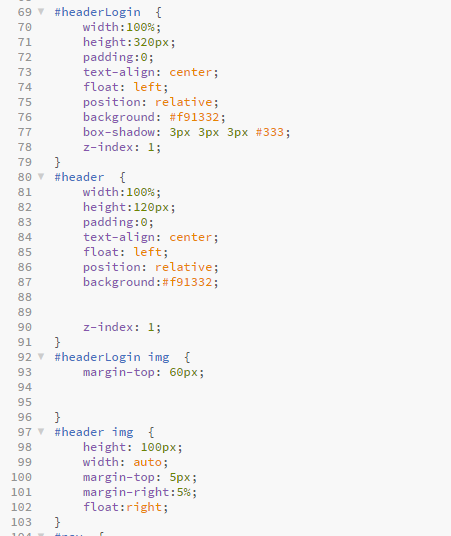 69 #headerLogin  {
70     width:100%;
71     height:320px;
72     padding:0;
73     text-align: center;
74     float: left;
75     position: relative;
76     background: #f91332;
77     box-shadow: 3px 3px 3px #333;
78     z-index: 1;
79 }
80 #header  {
81     width:100%;
82     height:120px;
83     padding:0;
84     text-align: center;
85     float: left;
86     position: relative;
87     background:#f91332;
88
89
90     z-index: 1;
91 }
92 #headerLogin img  {
93     margin-top: 60px;
94
95
96 }
97 #header img  {
98     height: 100px;
99     width: auto;
100     margin-top: 5px;
101     margin-right:5%;
102     float:right;
103 }